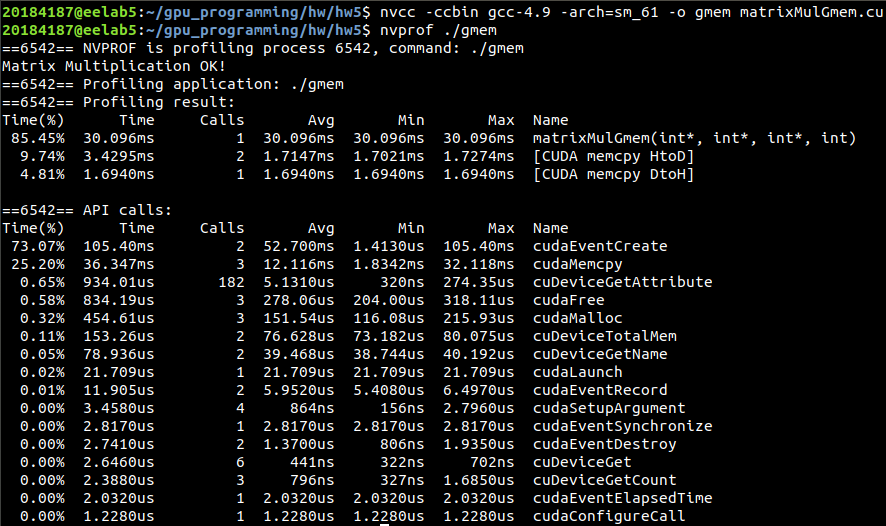 20184187@eelab5:~/gpu_programming/hw/hw5$ nvcc -ccbin gcc-4.9 -arch=sm_61 -o gmem matrixMulGmem.cu
20184187@eelab5:~/gpu_programming/hw/hw5$ nvprof ./gmem
==6542== NVPROF is profiling process 6542, command: ./gmem
Matrix Multiplication OK!
==6542== Profiling application: ./gmem
==6542== Profiling result:
Time(%)      Time     Calls       Avg       Min       Max  Name
 85.45%  30.096ms         1  30.096ms  30.096ms  30.096ms  matrixMulGmem(int*, int*, int*, int)
  9.74%  3.4295ms         2  1.7147ms  1.7021ms  1.7274ms  [CUDA memcpy HtoD]
  4.81%  1.6940ms         1  1.6940ms  1.6940ms  1.6940ms  [CUDA memcpy DtoH]

==6542== API calls:
Time(%)      Time     Calls       Avg       Min       Max  Name
 73.07%  105.40ms         2  52.700ms  1.4130us  105.40ms  cudaEventCreate
 25.20%  36.347ms         3  12.116ms  1.8342ms  32.118ms  cudaMemcpy
  0.65%  934.01us       182  5.1310us     320ns  274.35us  cuDeviceGetAttribute
  0.58%  834.19us         3  278.06us  204.00us  318.11us  cudaFree
  0.32%  454.61us         3  151.54us  116.08us  215.93us  cudaMalloc
  0.11%  153.26us         2  76.628us  73.182us  80.075us  cuDeviceTotalMem
  0.05%  78.936us         2  39.468us  38.744us  40.192us  cuDeviceGetName
  0.02%  21.709us         1  21.709us  21.709us  21.709us  cudaLaunch
  0.01%  11.905us         2  5.9520us  5.4080us  6.4970us  cudaEventRecord
  0.00%  3.4580us         4     864ns     156ns  2.7960us  cudaSetupArgument
  0.00%  2.8170us         1  2.8170us  2.8170us  2.8170us  cudaEventSynchronize
  0.00%  2.7410us         2  1.3700us     806ns  1.9350us  cudaEventDestroy
  0.00%  2.6460us         6     441ns     322ns     702ns  cuDeviceGet
  0.00%  2.3880us         3     796ns     327ns  1.6850us  cuDeviceGetCount
  0.00%  2.0320us         1  2.0320us  2.0320us  2.0320us  cudaEventElapsedTime
  0.00%  1.2280us         1  1.2280us  1.2280us  1.2280us  cudaConfigureCall